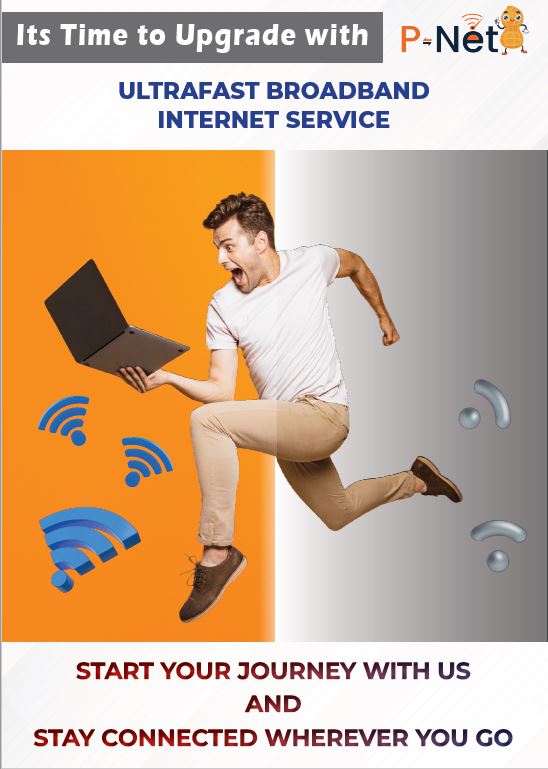 Its Time to Upgrade with
P-Net
ULTRAFAST BROADBAND
INTERNET SERVICE
START YOUR JOURNEY WITH US
AND
STAY CONNECTED WHEREVER YOU GO